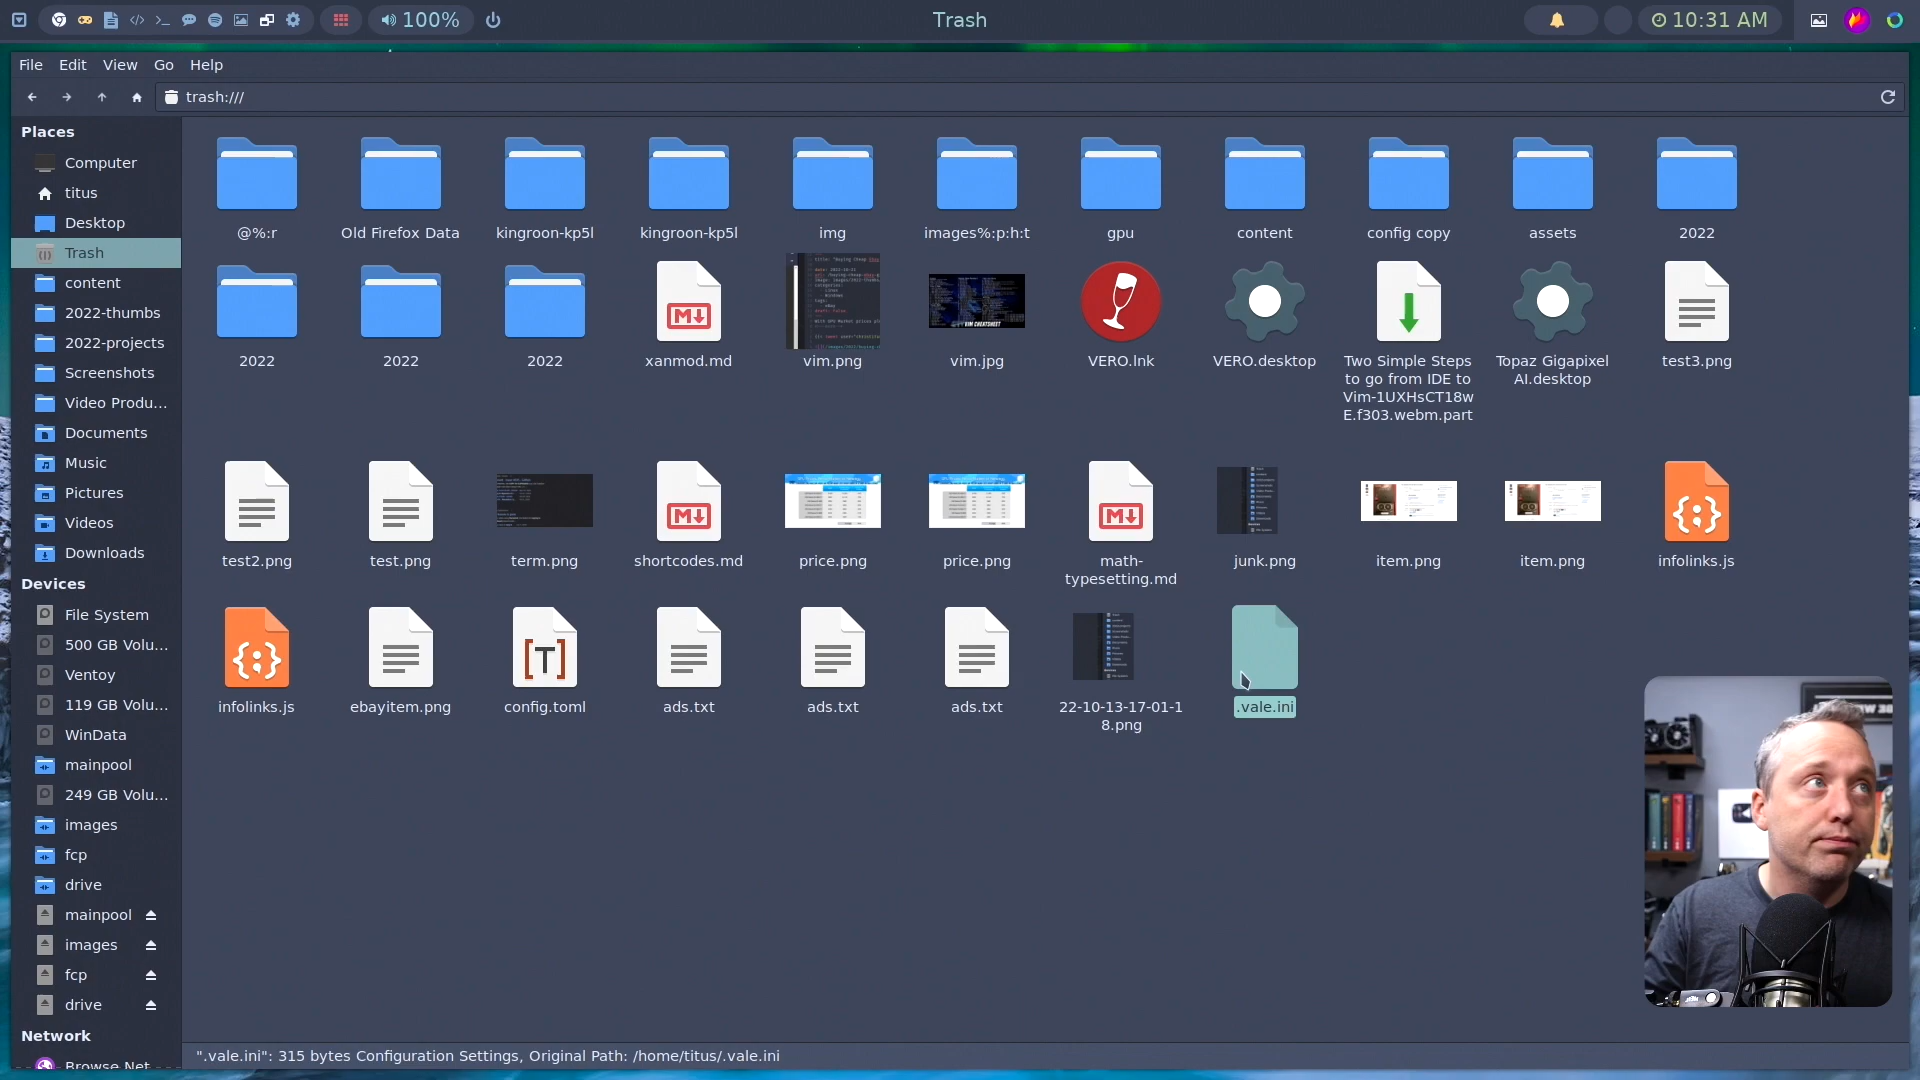 100%
Trash
10:31 AM
File Edit View Go Help
trash:///
Places
Computer
titus
Desktop
Trash
content
2022-thumbs
2022-projects
Screenshots
Video Produ...
Documents
Music
Pictures
Videos
Downloads
Devices
File System
500 GB Volu...
Ventoy
119 GB Volu...
WinData
mainpool
249 GB Volu...
images
fcp
drive
mainpool
images
fcp
drive
Network
Browse Net
@%:r
Old Firefox Data
kingroon-kp5l
kingroon-kp5l
img
images%:p:h:t
gpu
content
config copy
assets
2022
2022
2022
2022
xanmod.md
vim.png
VIM CHEATSHEET
vim.jpg
VERO.lnk
VERO.desktop
Two Simple Steps
to go from IDE to
Vim-1UXHsCT18w
E.f303.webm.part
Topaz Gigapixel
AI.desktop
test3.png
test2.png
test.png
term.png
shortcodes.md
price.png
price.png
math-
typesetting.md
junk.png
item.png
item.png
infolinks.js
infolinks.js
ebayitem.png
config.toml
ads.txt
ads.txt
ads.txt
22-10-13-17-01-1
8.png
.vale.ini
".vale.ini": 315 bytes Configuration Settings, Original Path: /home/titus/.vale.ini